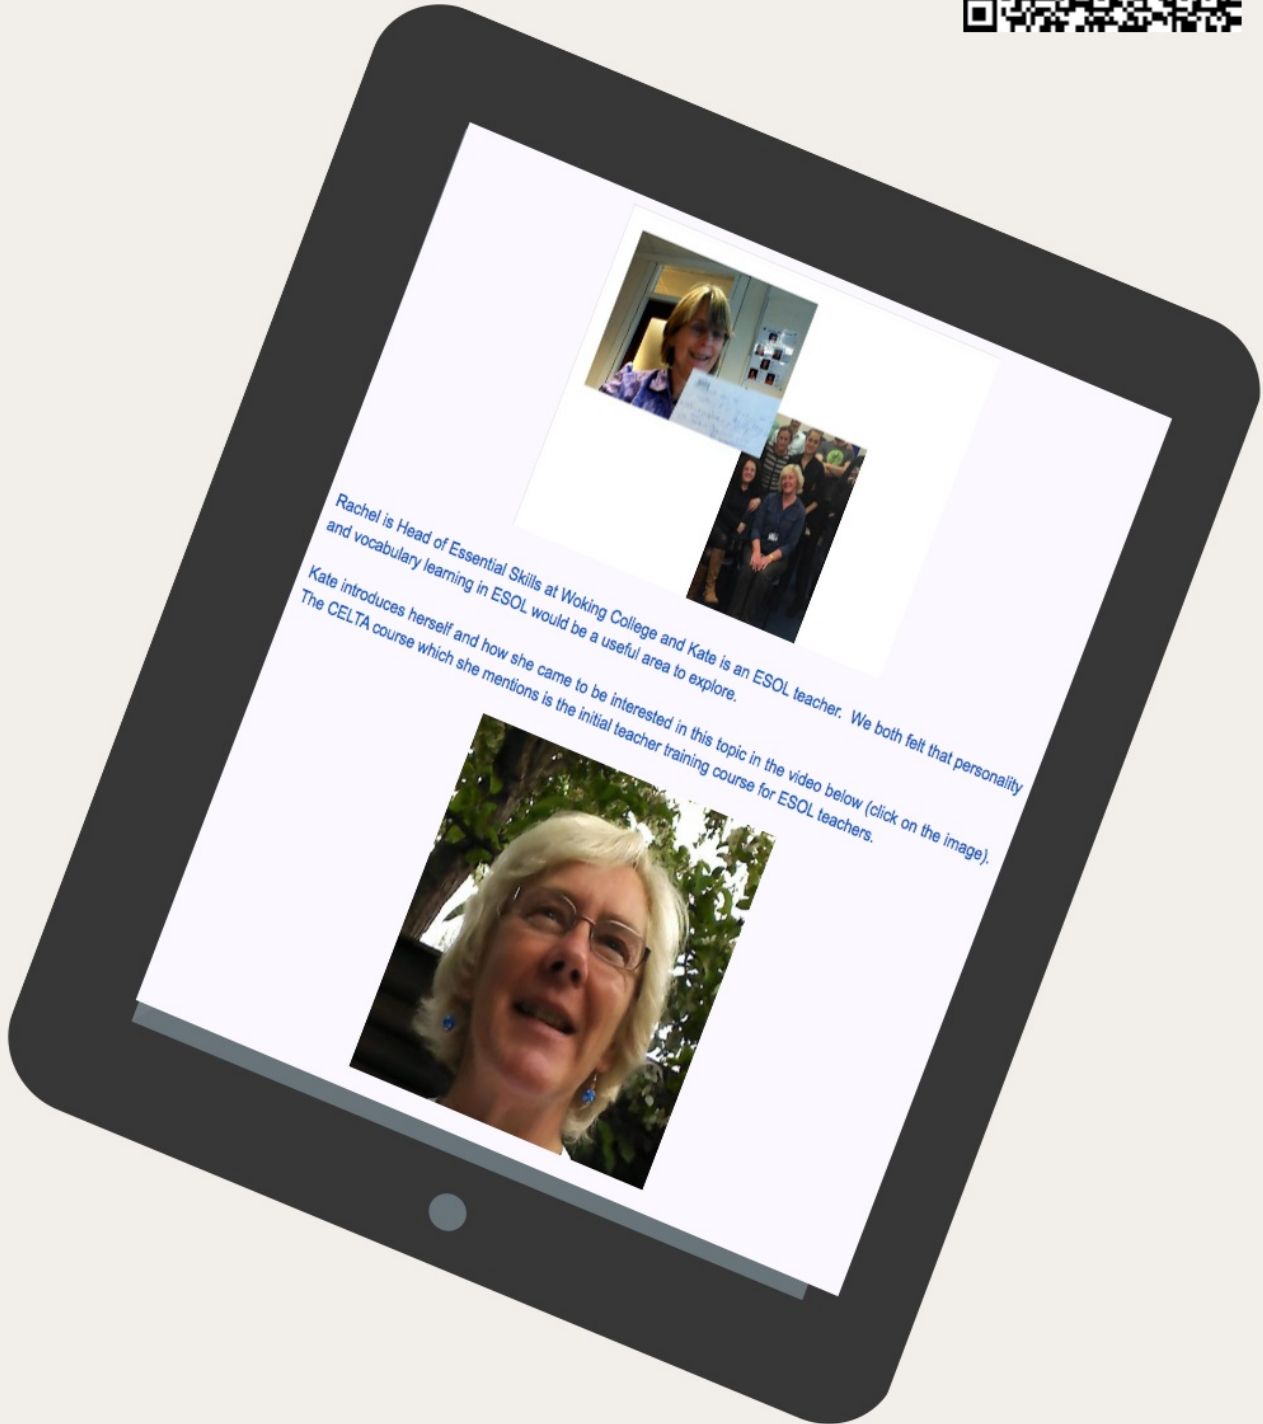 Rachel is Head of Essential Skills at Woking College and Kate is an ESOL teacher.  We both felt that personality
and vocabulary learning in ESOL would be a useful area to explore.
Kate introduces herself and how she came to be interested in this topic in the video below (click on the image).
The CELTA course which she mentions is the initial teacher training course for ESOL teachers.